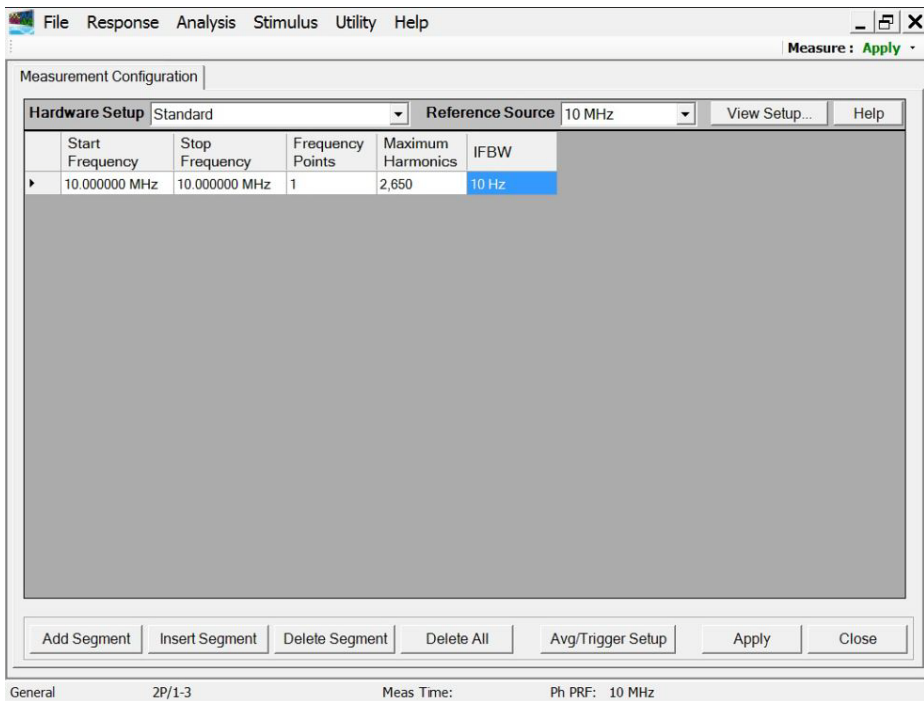 File Response Analysis Stimulus Utility Help
Measure : Apply
Measurement Configuration
Hardware Setup Standard Reference Source 10 MHz View Setup... Help
Start Frequency Stop Frequency Frequency Points Maximum Harmonics IFBW
10.000000 MHz 10.000000 MHz 1 2,650 10 Hz
Add Segment Insert Segment Delete Segment Delete All Avg/Trigger Setup Apply Close
General 2P/1-3 Meas Time: Ph PRF: 10 MHz